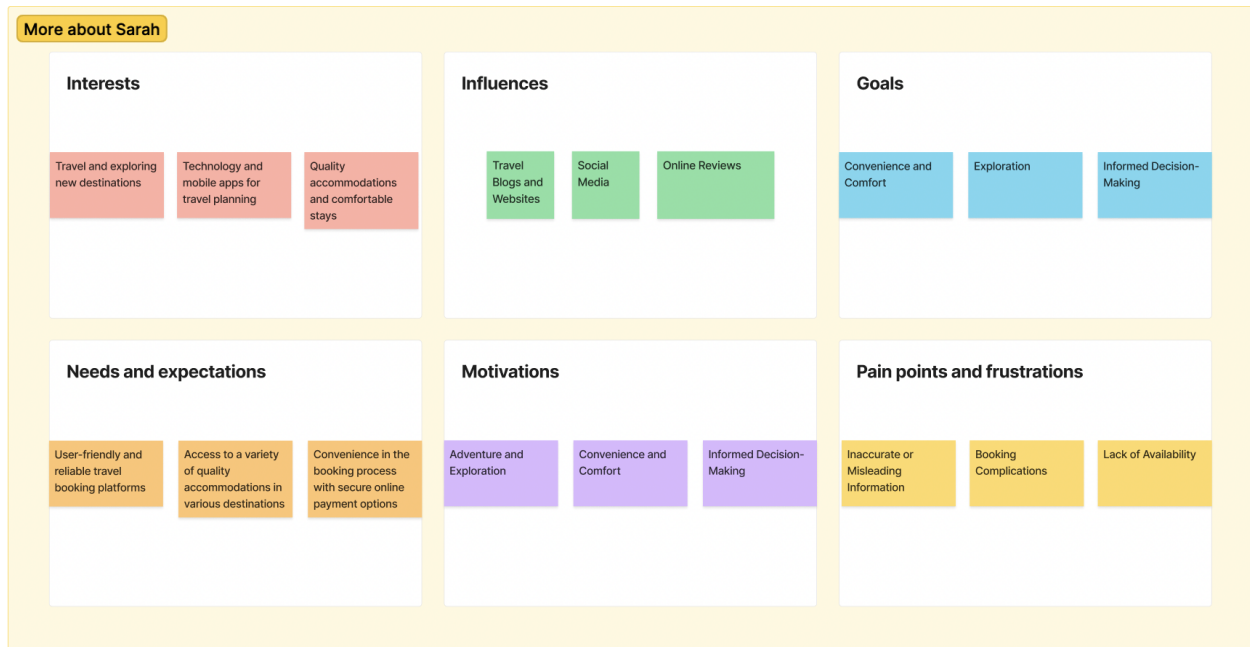 More about Sarah
Interests
Travel and exploring
new destinations
Technology and
mobile apps for
travel planning
Quality
accommodations
and comfortable
stays
Influences
Travel
Blogs and
Websites
Social
Media
Online Reviews
Goals
Convenience and
Comfort
Exploration
Informed Decision-
Making
Needs and expectations
User-friendly and
reliable travel
booking platforms
Access to a variety
of quality
accommodations in
various destinations
Convenience in the
booking process
with secure online
payment options
Motivations
Adventure and
Exploration
Convenience and
Comfort
Informed Decision-
Making
Pain points and frustrations
Inaccurate or
Misleading
Information
Booking
Complications
Lack of Availability